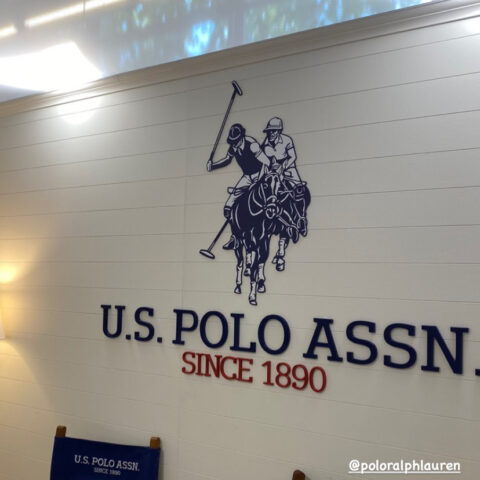 U.S. POLO ASSN.
SINCE 1890
U.S. POLO ASSN.
SINCE 1890
@poloralphlauren